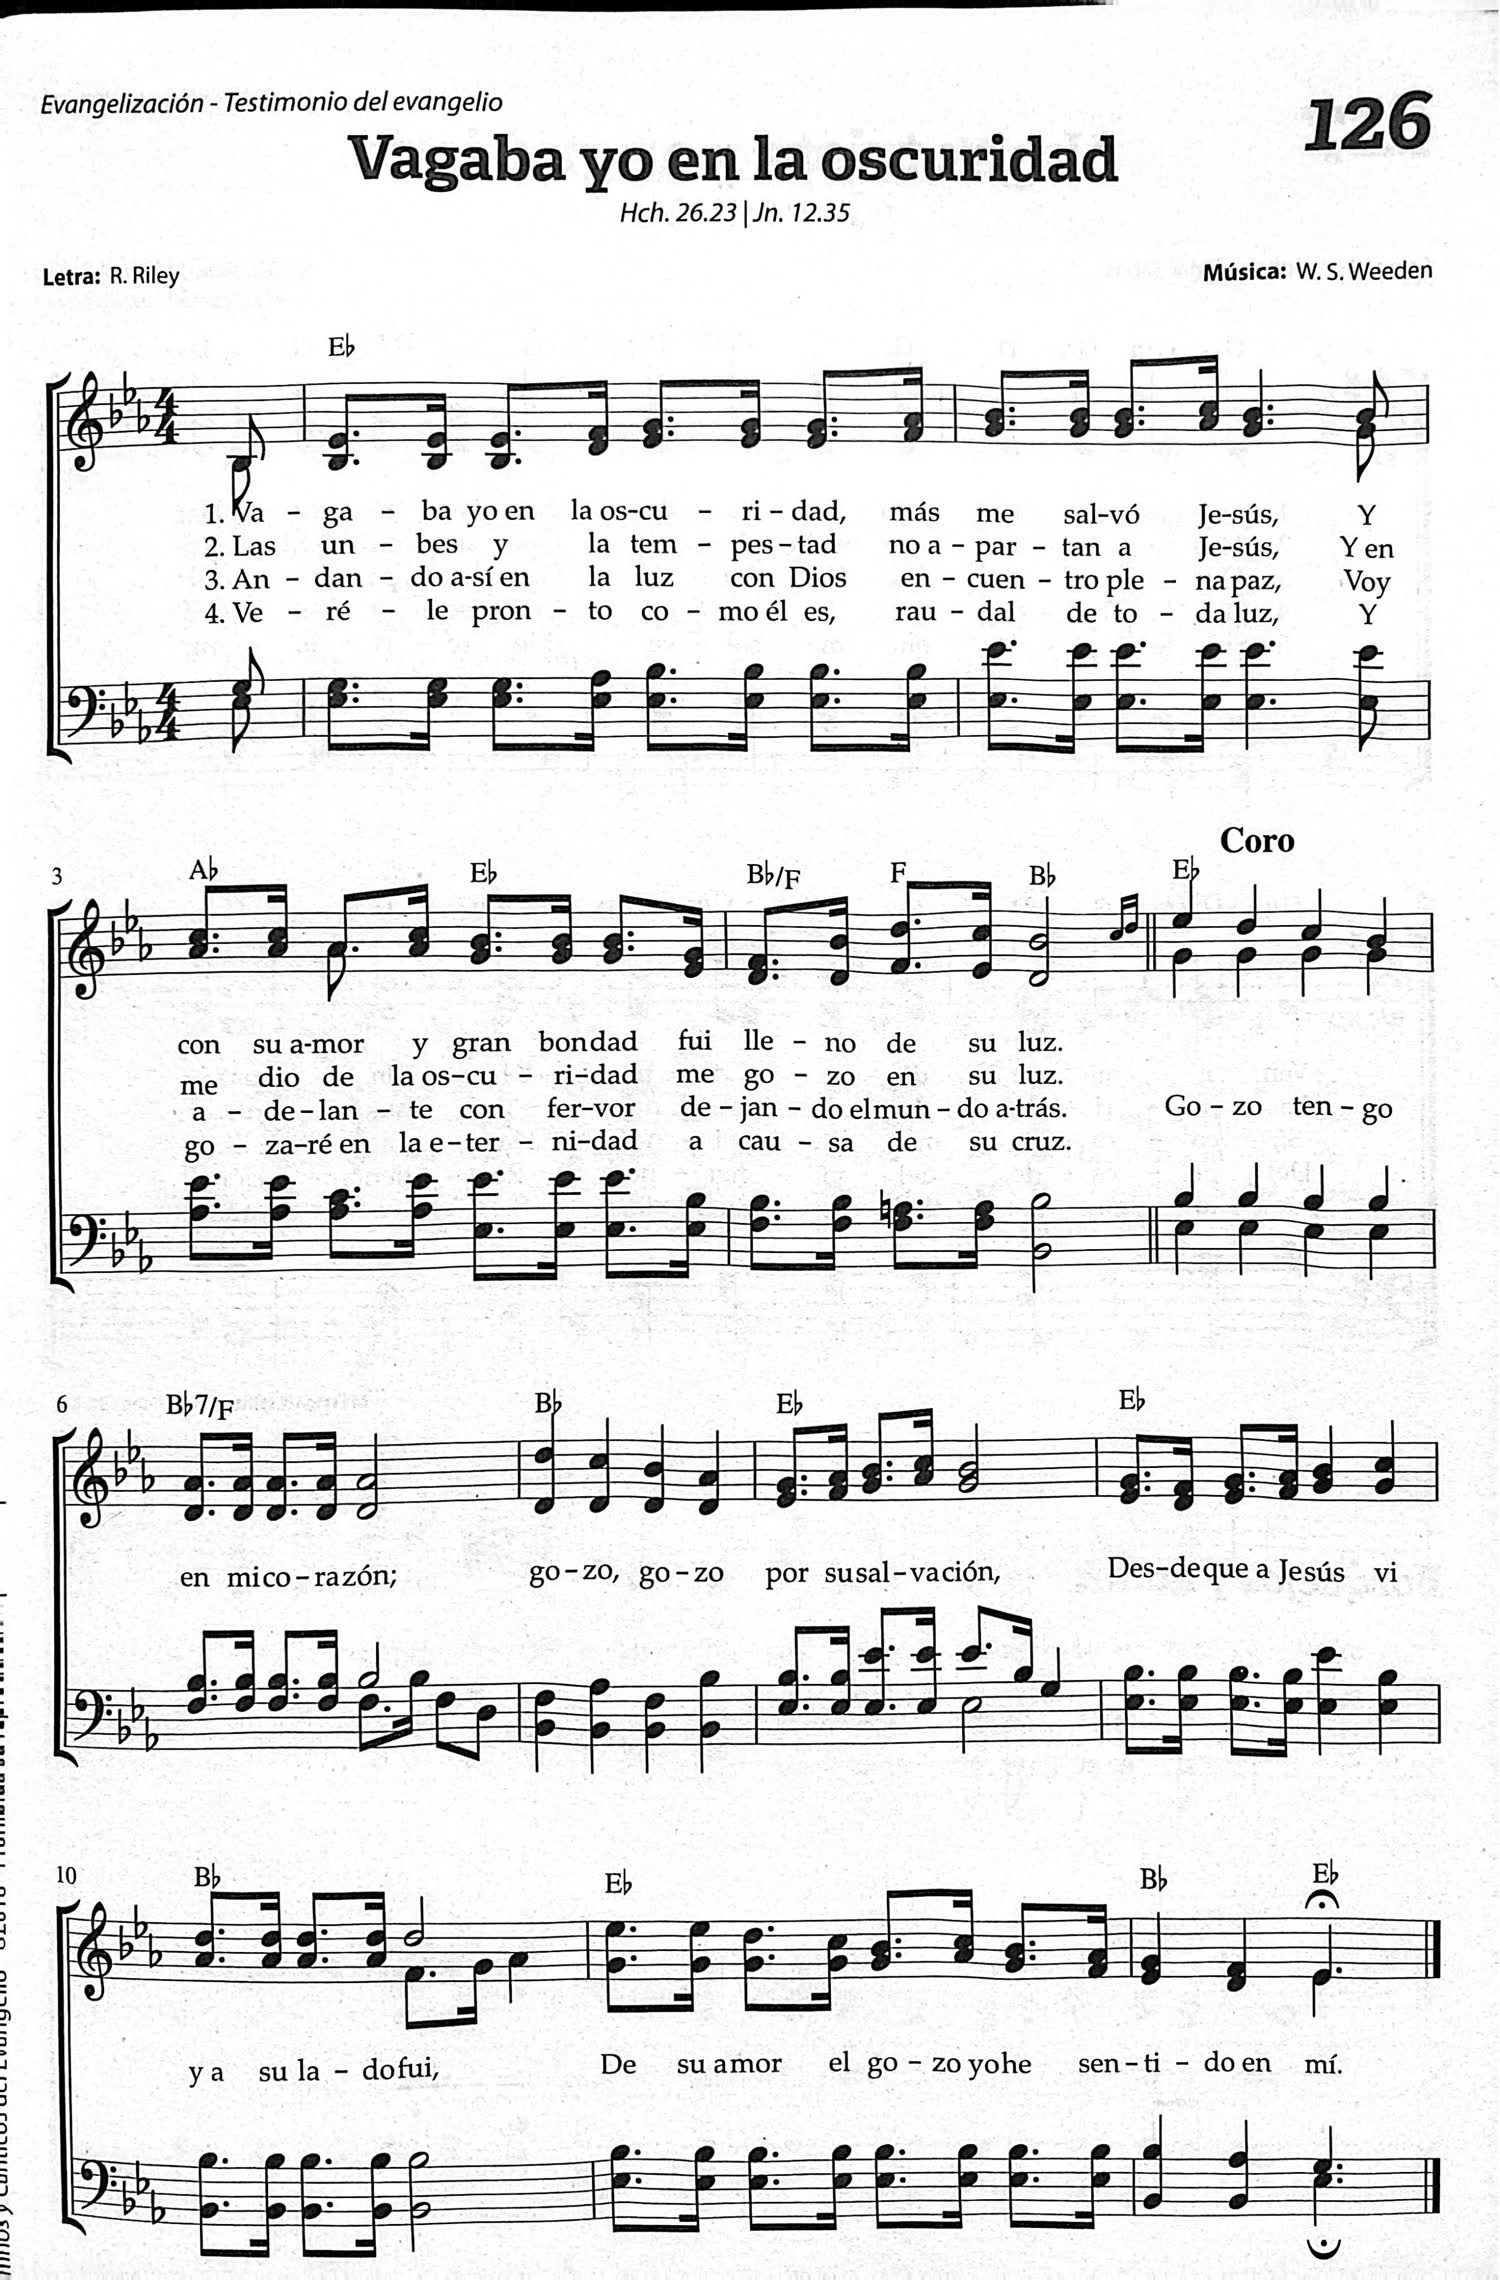 Evangelización - Testimonio del evangelio
126
Vagaba yo en la oscuridad
Hch. 26.23 | Jn. 12.35
Letra: R. Riley
Música: W. S. Weeden
E♭
1. Va - ga - ba yo en la os-cu - ri - dad, más me sal-vó Je-sús, Y
2. Las un - bes y la tem - pes - tad no a - par - tan a Je-sús, Y en
3. An - dan - do a-sí en la luz con Dios en - cuen - tro ple - na paz, Voy
4. Ve - ré - le pron - to co - mo él es, rau - dal de to - da luz, Y
Coro
3 A♭ E♭ B♭/F F B♭ E♭
con su a-mor y gran bondad fui lle - no de su luz.
me dio de la os-cu - ri-dad me go - zo en su luz.
a - de-lan - te con fer-vor de-jan-do el mun-do a-trás. Go - zo ten - go
go - za-ré en la e-ter - ni-dad a cau - sa de su cruz.
6 B♭7/F B♭ E♭ E♭
en mi co-razón; go-zo, go-zo por su sal-vación, Des-de que a Jesús vi
10 B♭ E♭ B♭ E♭
y a su la - do fui, De su amor el go - zo yo he sen - ti - do en mí.